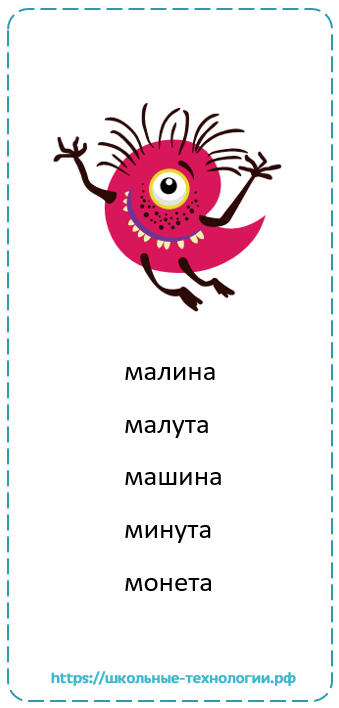 малина
малута
машина
минута
монета
https://школьные-технологии.рф